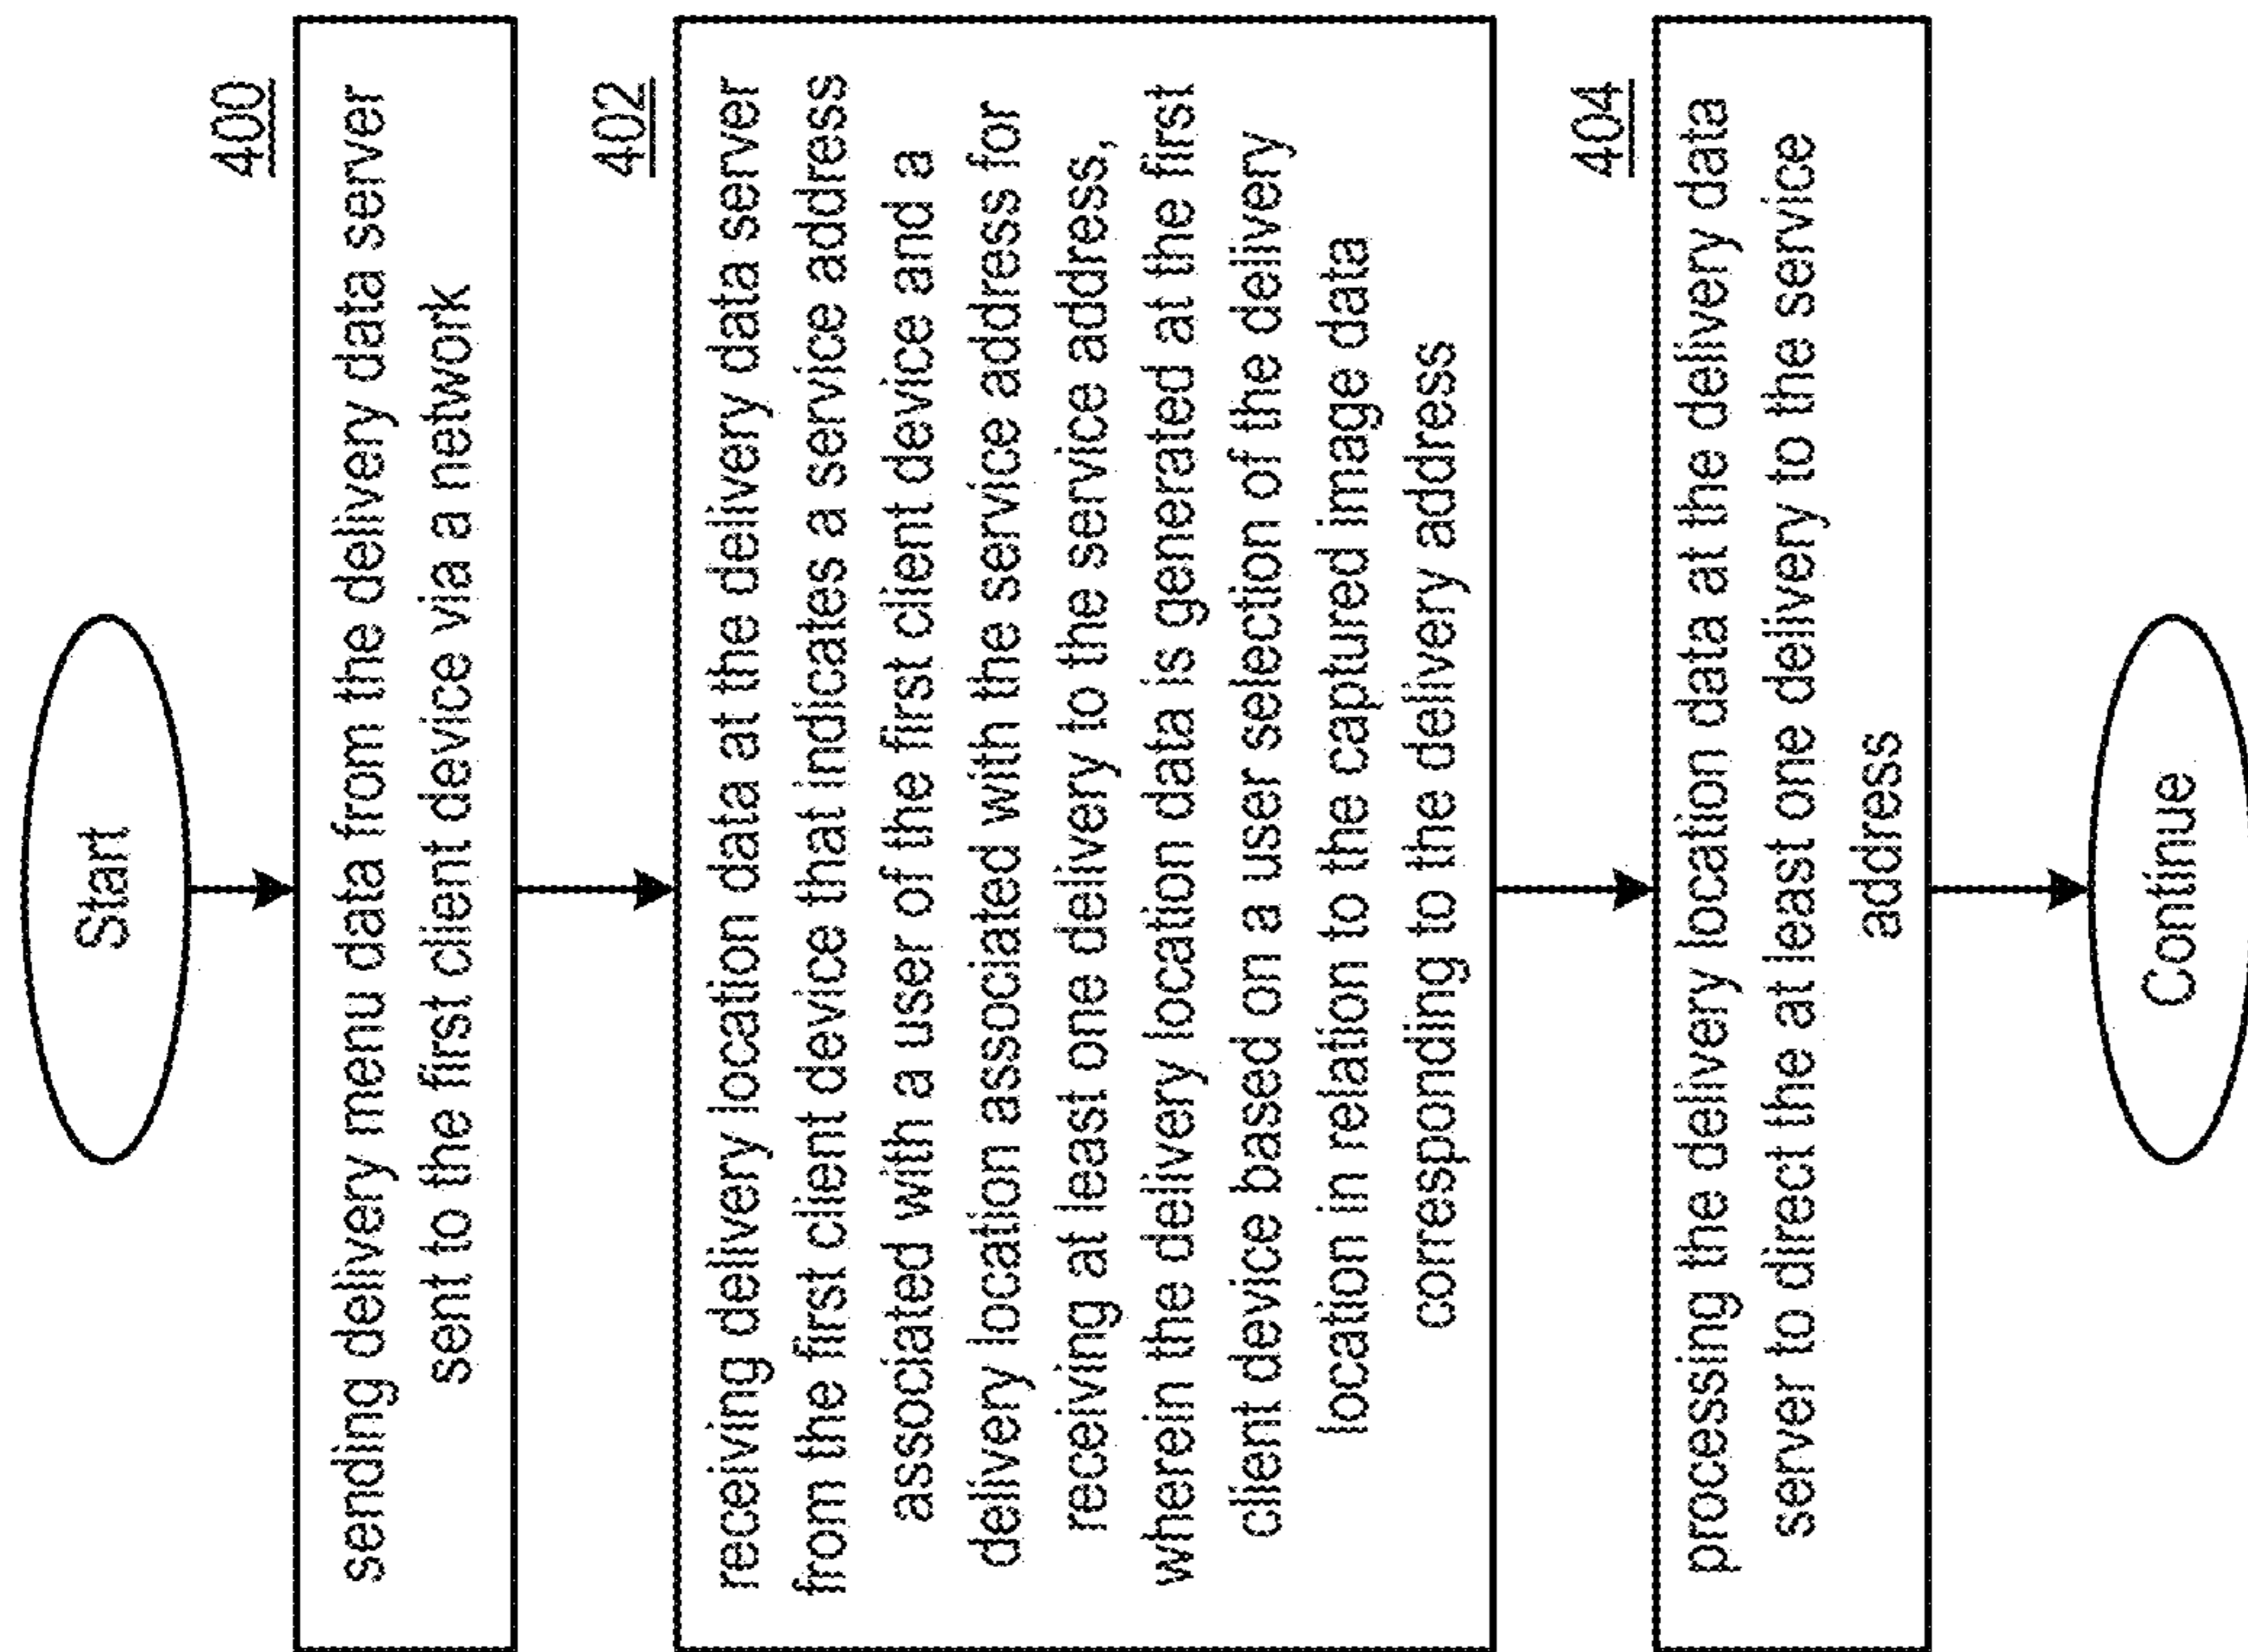 Start
400
sending delivery menu data from the delivery data server
sent to the first client device via a network
402
receiving delivery location data at the delivery data server
from the first client device that indicates a service address
associated with a user of the first client device and a
delivery location associated with the service address for
receiving at least one delivery to the service address,
wherein the delivery location data is generated at the first
client device based on a user selection of the delivery
location in relation to the captured image data
corresponding to the delivery address
404
processing the delivery location data at the delivery data
server to direct the at least one delivery to the service
address
Continue